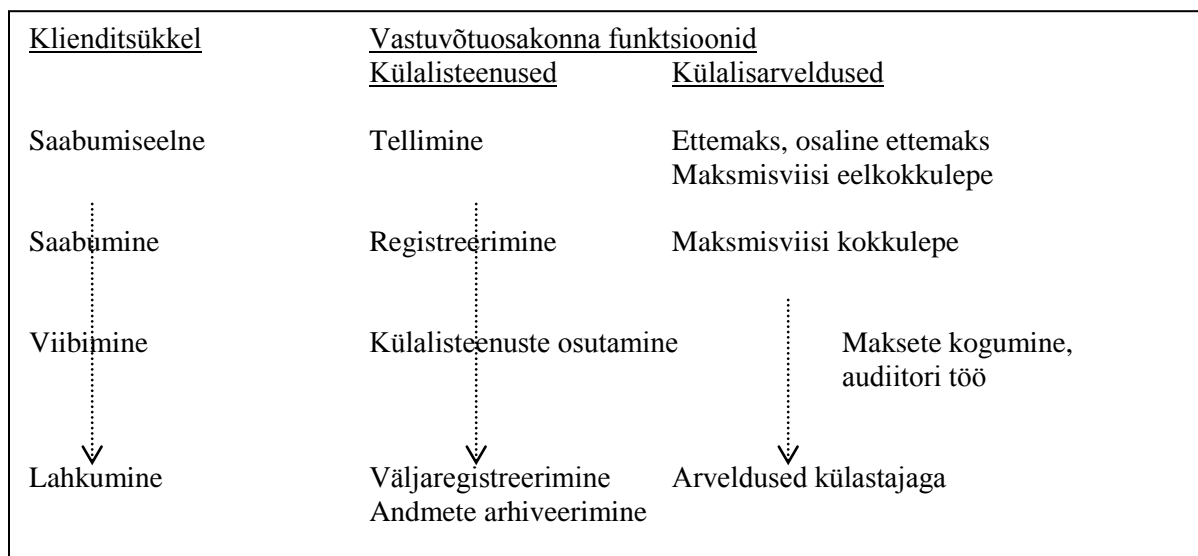 Klienditsükkel Vastuvõtuosakonna funktsioonid
Külalisteenused Külalisarveldused
Saabumiseelne Tellimine Ettemaks, osaline ettemaks
Maksmisviisi eelkokkulepe
Saabumine Registreerimine Maksmisviisi kokkulepe
Viibimine Külalisteenuste osutamine Maksete kogumine,
audiitori töö
Lahkumine Väljaregistreerimine Arveldused külastajaga
Andmete arhiveerimine